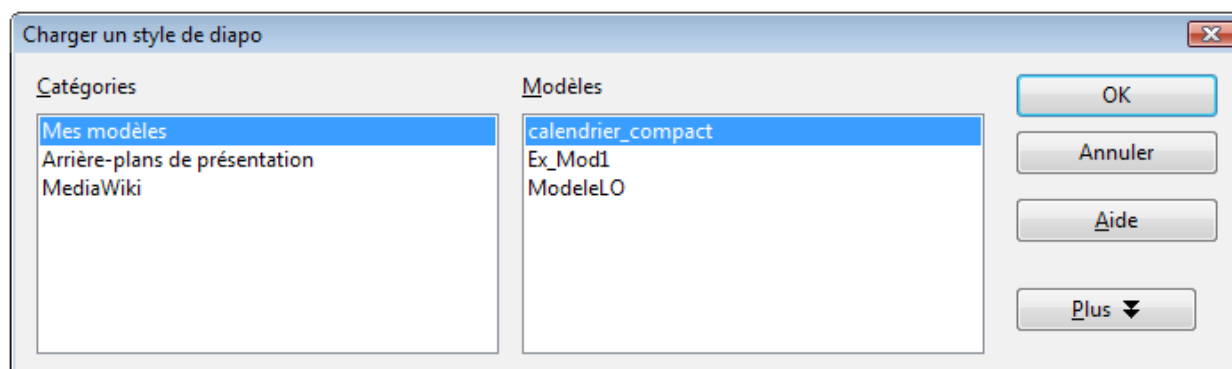 Charger un style de diapo
Catégories
Modèles
Mes modèles
Arrière-plans de présentation
MediaWiki
calendrier_compact
Ex_Mod1
ModeleLO
OK
Annuler
Aide
Plus